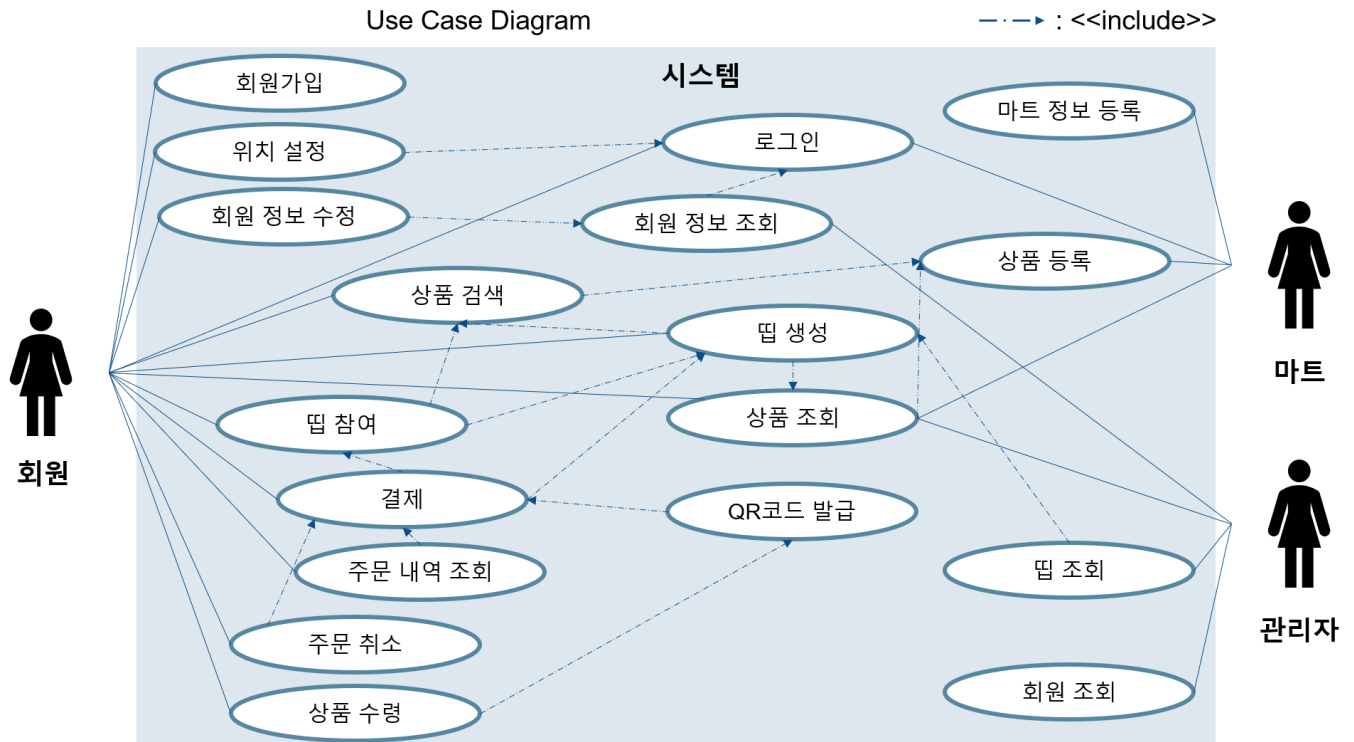 Use Case Diagram
: <<include>>
시스템
회원가입
마트 정보 등록
로그인
위치 설정
회원 정보 수정
회원 정보 조회
상품 등록
상품 검색
띱 생성
마트
상품 조회
띱 참여
회원
결제
QR코드 발급
주문 내역 조회
띱 조회
관리자
주문 취소
회원 조회
상품 수령